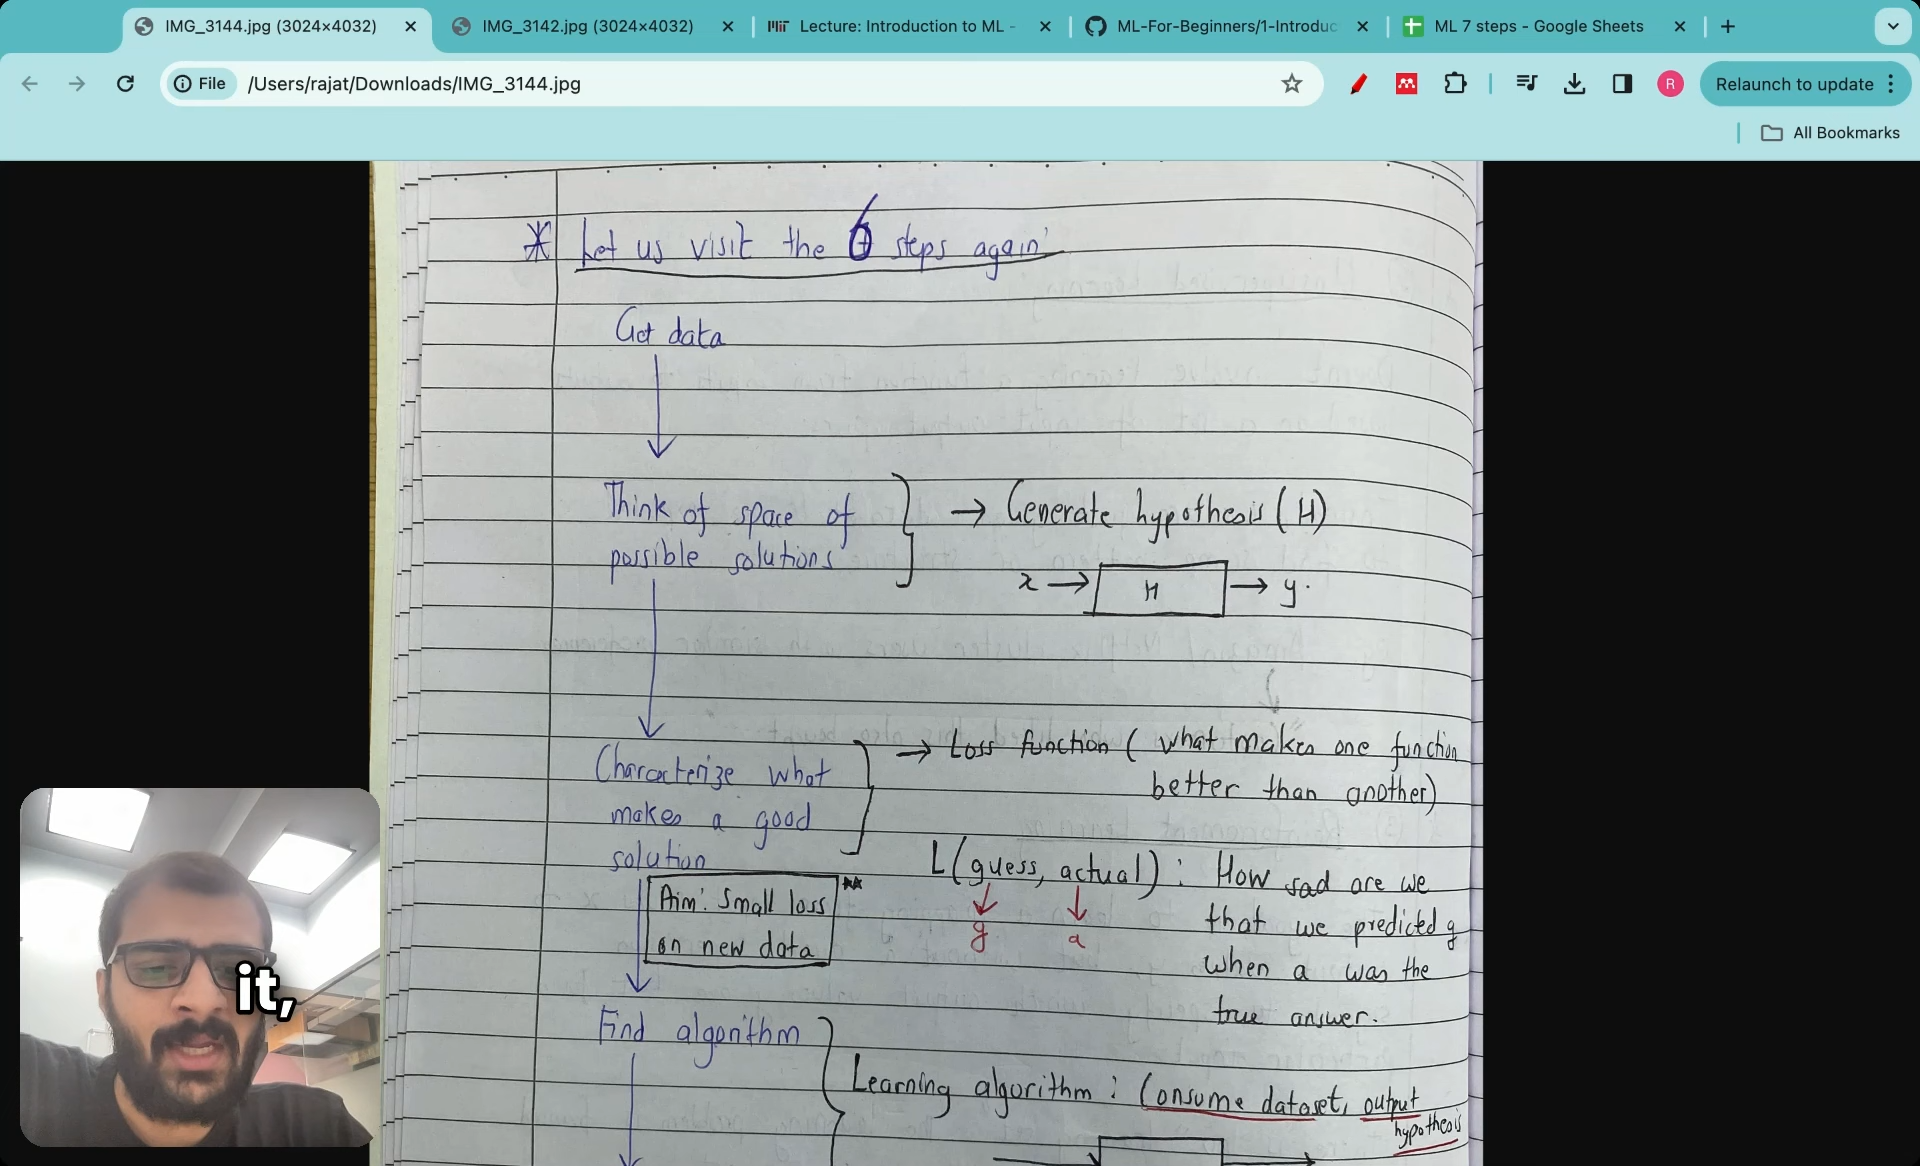 IMG_3144.jpg (3024×4032)
IMG_3142.jpg (3024×4032)
Lecture: Introduction to ML -
ML-For-Beginners/1-Introduc
ML 7 steps - Google Sheets
File
/Users/rajat/Downloads/IMG_3144.jpg
R
Relaunch to update
All Bookmarks
* Let us visit the 6 steps again
Get data
Think of space of
possible solutions
→ Generate hypothesis (H)
x → H → y.
Characterize what
makes a good
solution
→ Loss function ( what makes one function
better than another)
Aim: Small loss
on new data
**
L(guess, actual) : How sad are we
g a
that we predicted g
when a was the
true answer.
Find algorithm
Learning algorithm : Consume dataset, output
hypothesis
it,